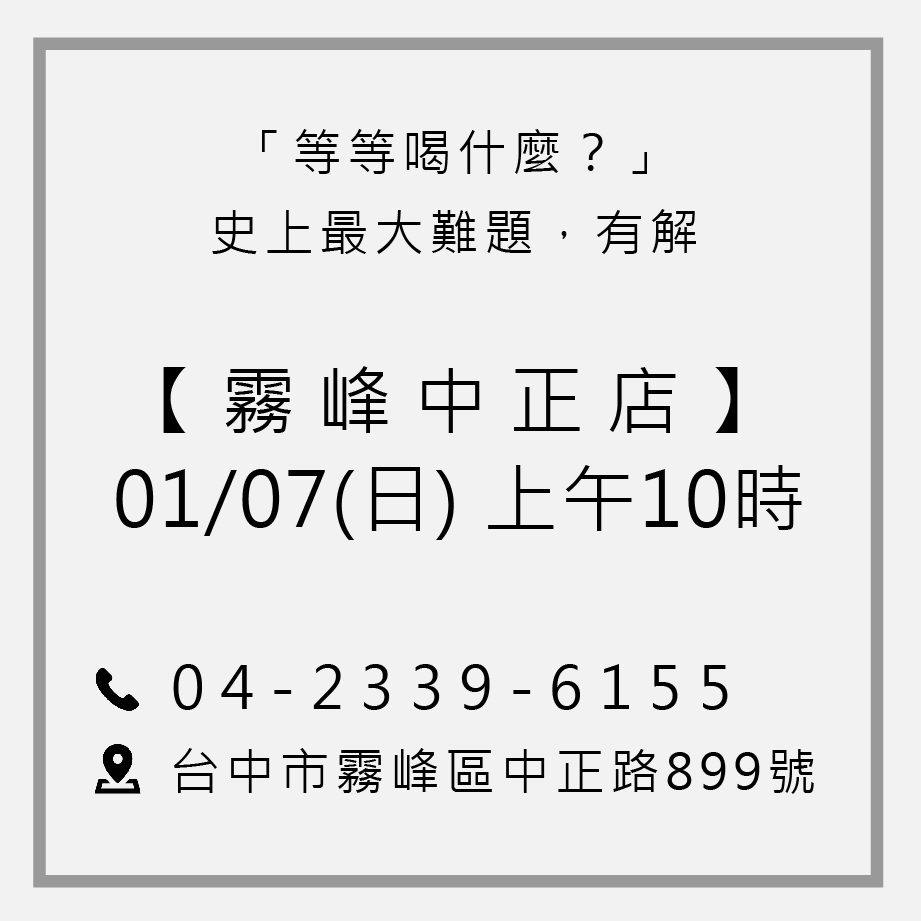 「等等喝什麼？」
史上最大難題，有解
【霧峰中正店】
01/07(日) 上午10時
04-2339-6155
台中市霧峰區中正路899號